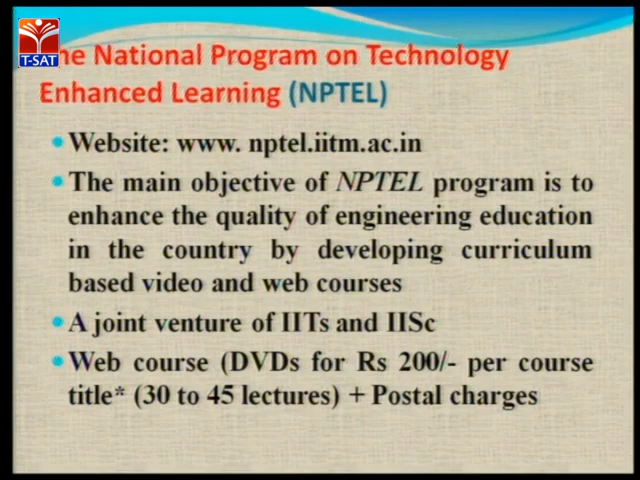 T-SAT
The National Program on Technology
Enhanced Learning (NPTEL)
Website: www. nptel.iitm.ac.in
The main objective of NPTEL program is to
enhance the quality of engineering education
in the country by developing curriculum
based video and web courses
A joint venture of IITs and IISc
Web course (DVDs for Rs 200/- per course
title* (30 to 45 lectures) + Postal charges